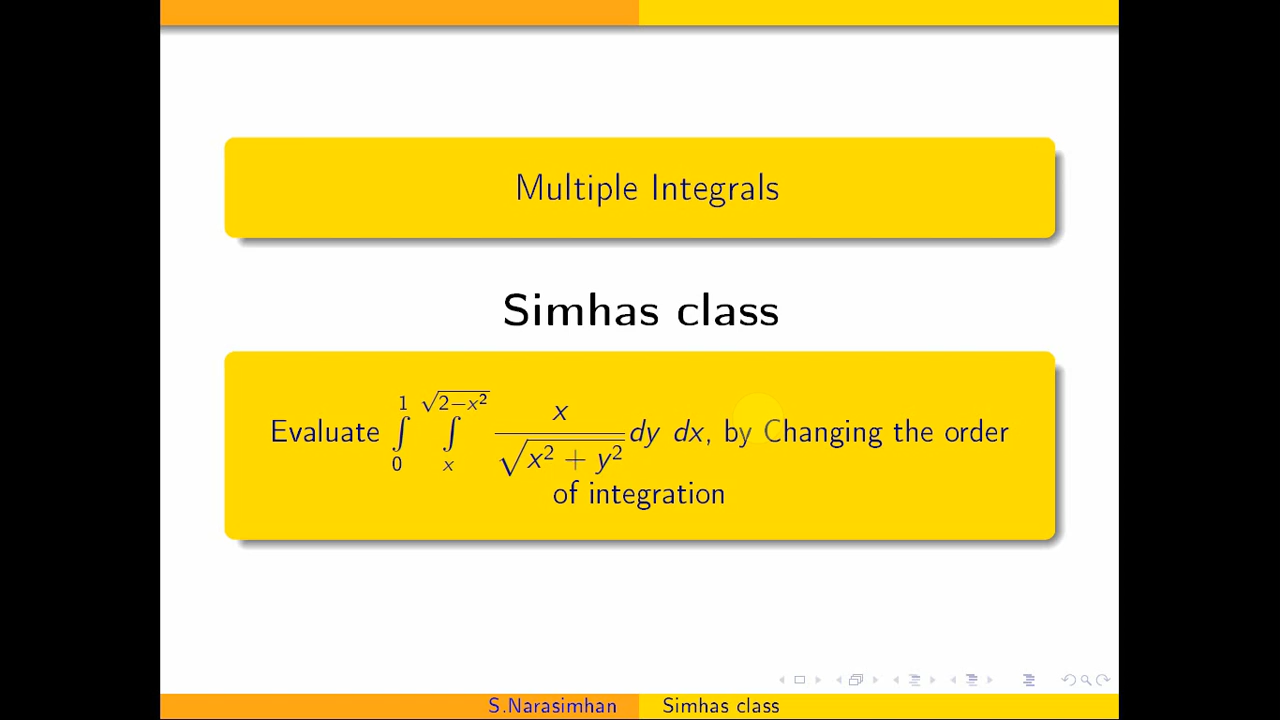 Multiple Integrals
Simhas class
Evaluate ∫₀¹ ∫ₓ^√(2−x²) x/√(x² + y²) dy dx, by Changing the order
of integration
S.Narasimhan
Simhas class